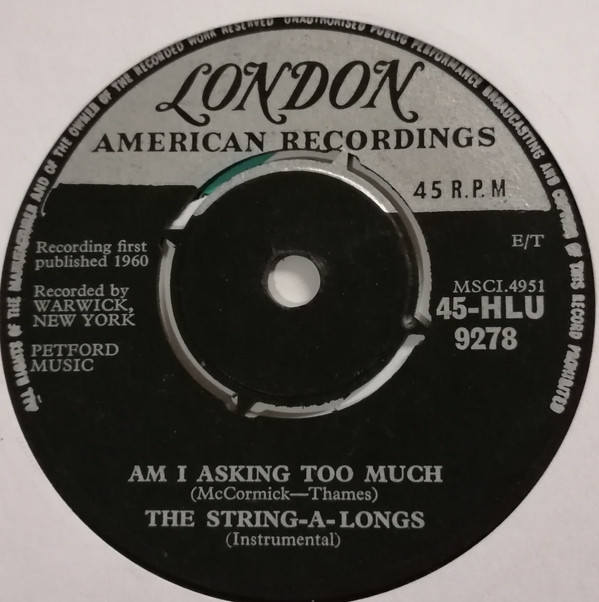 ALL RIGHTS OF THE MANUFACTURER AND OF THE OWNER OF THE RECORDED WORK RESERVED UNAUTHORISED PUBLIC PERFORMANCE BROADCASTING AND COPYING OF THIS RECORD PROHIBITED
LONDON
AMERICAN RECORDINGS
45 R.P.M
E/T
Recording first
published 1960
Recorded by
WARWICK,
NEW YORK
PETFORD
MUSIC
MSCI.4951
45-HLU
9278
AM I ASKING TOO MUCH
(McCormick—Thames)
THE STRING-A-LONGS
(Instrumental)